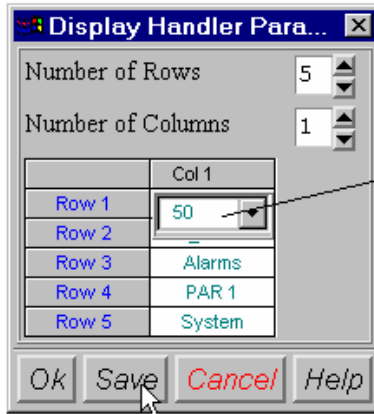 Display Handler Para...
Number of Rows 5
Number of Columns 1
Col 1
Row 1 50
Row 2
Row 3 Alarms
Row 4 PAR 1
Row 5 System
Ok Save Cancel Help